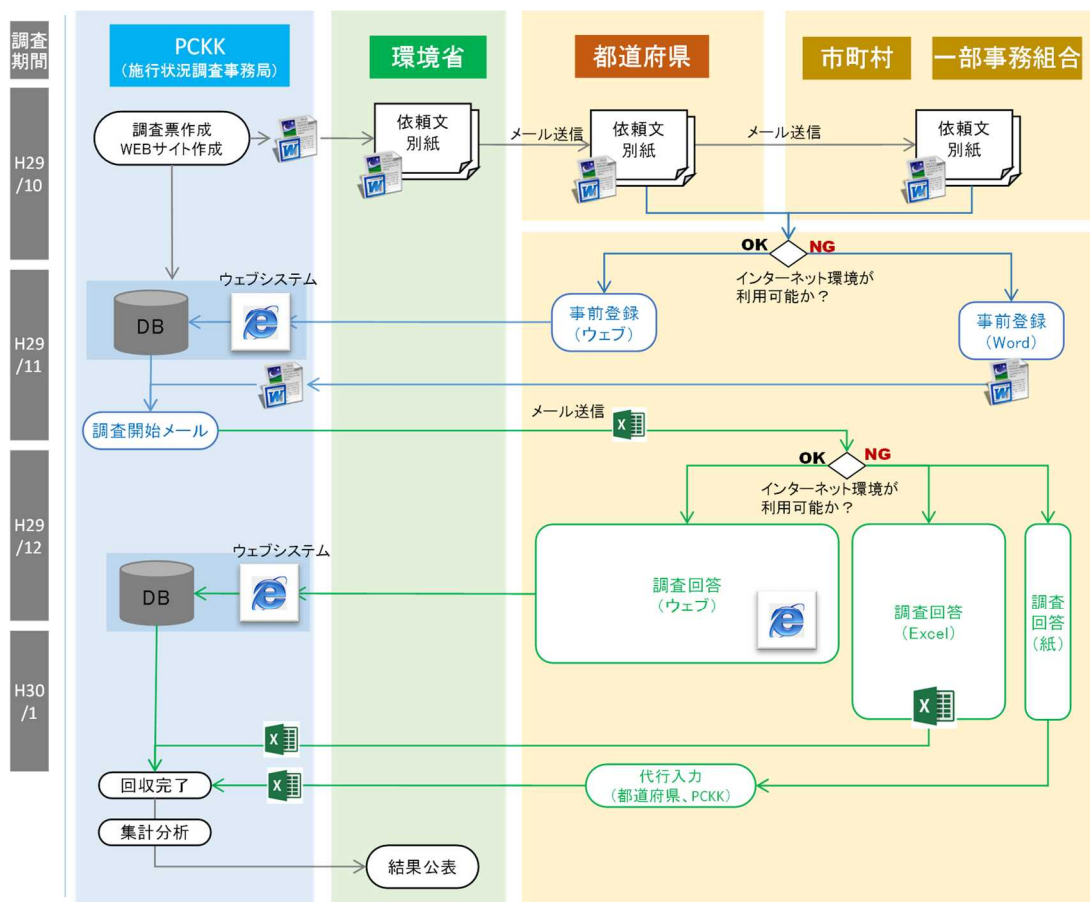 調査
期間
PCKK
（施行状況調査事務局）
環境省
都道府県
市町村
一部事務組合
H29
/10
調査票作成
WEBサイト作成
依頼文
別紙
メール送信
依頼文
別紙
メール送信
依頼文
別紙
OK
NG
インターネット環境が
利用可能か？
H29
/11
ウェブシステム
DB
事前登録
（ウェブ）
事前登録
（Word）
調査開始メール
メール送信
OK
NG
インターネット環境が
利用可能か？
H29
/12
ウェブシステム
DB
調査回答
（ウェブ）
調査回答
（Excel）
調査
回答
（紙）
H30
/1
回収完了
代行入力
（都道府県、PCKK）
集計分析
結果公表